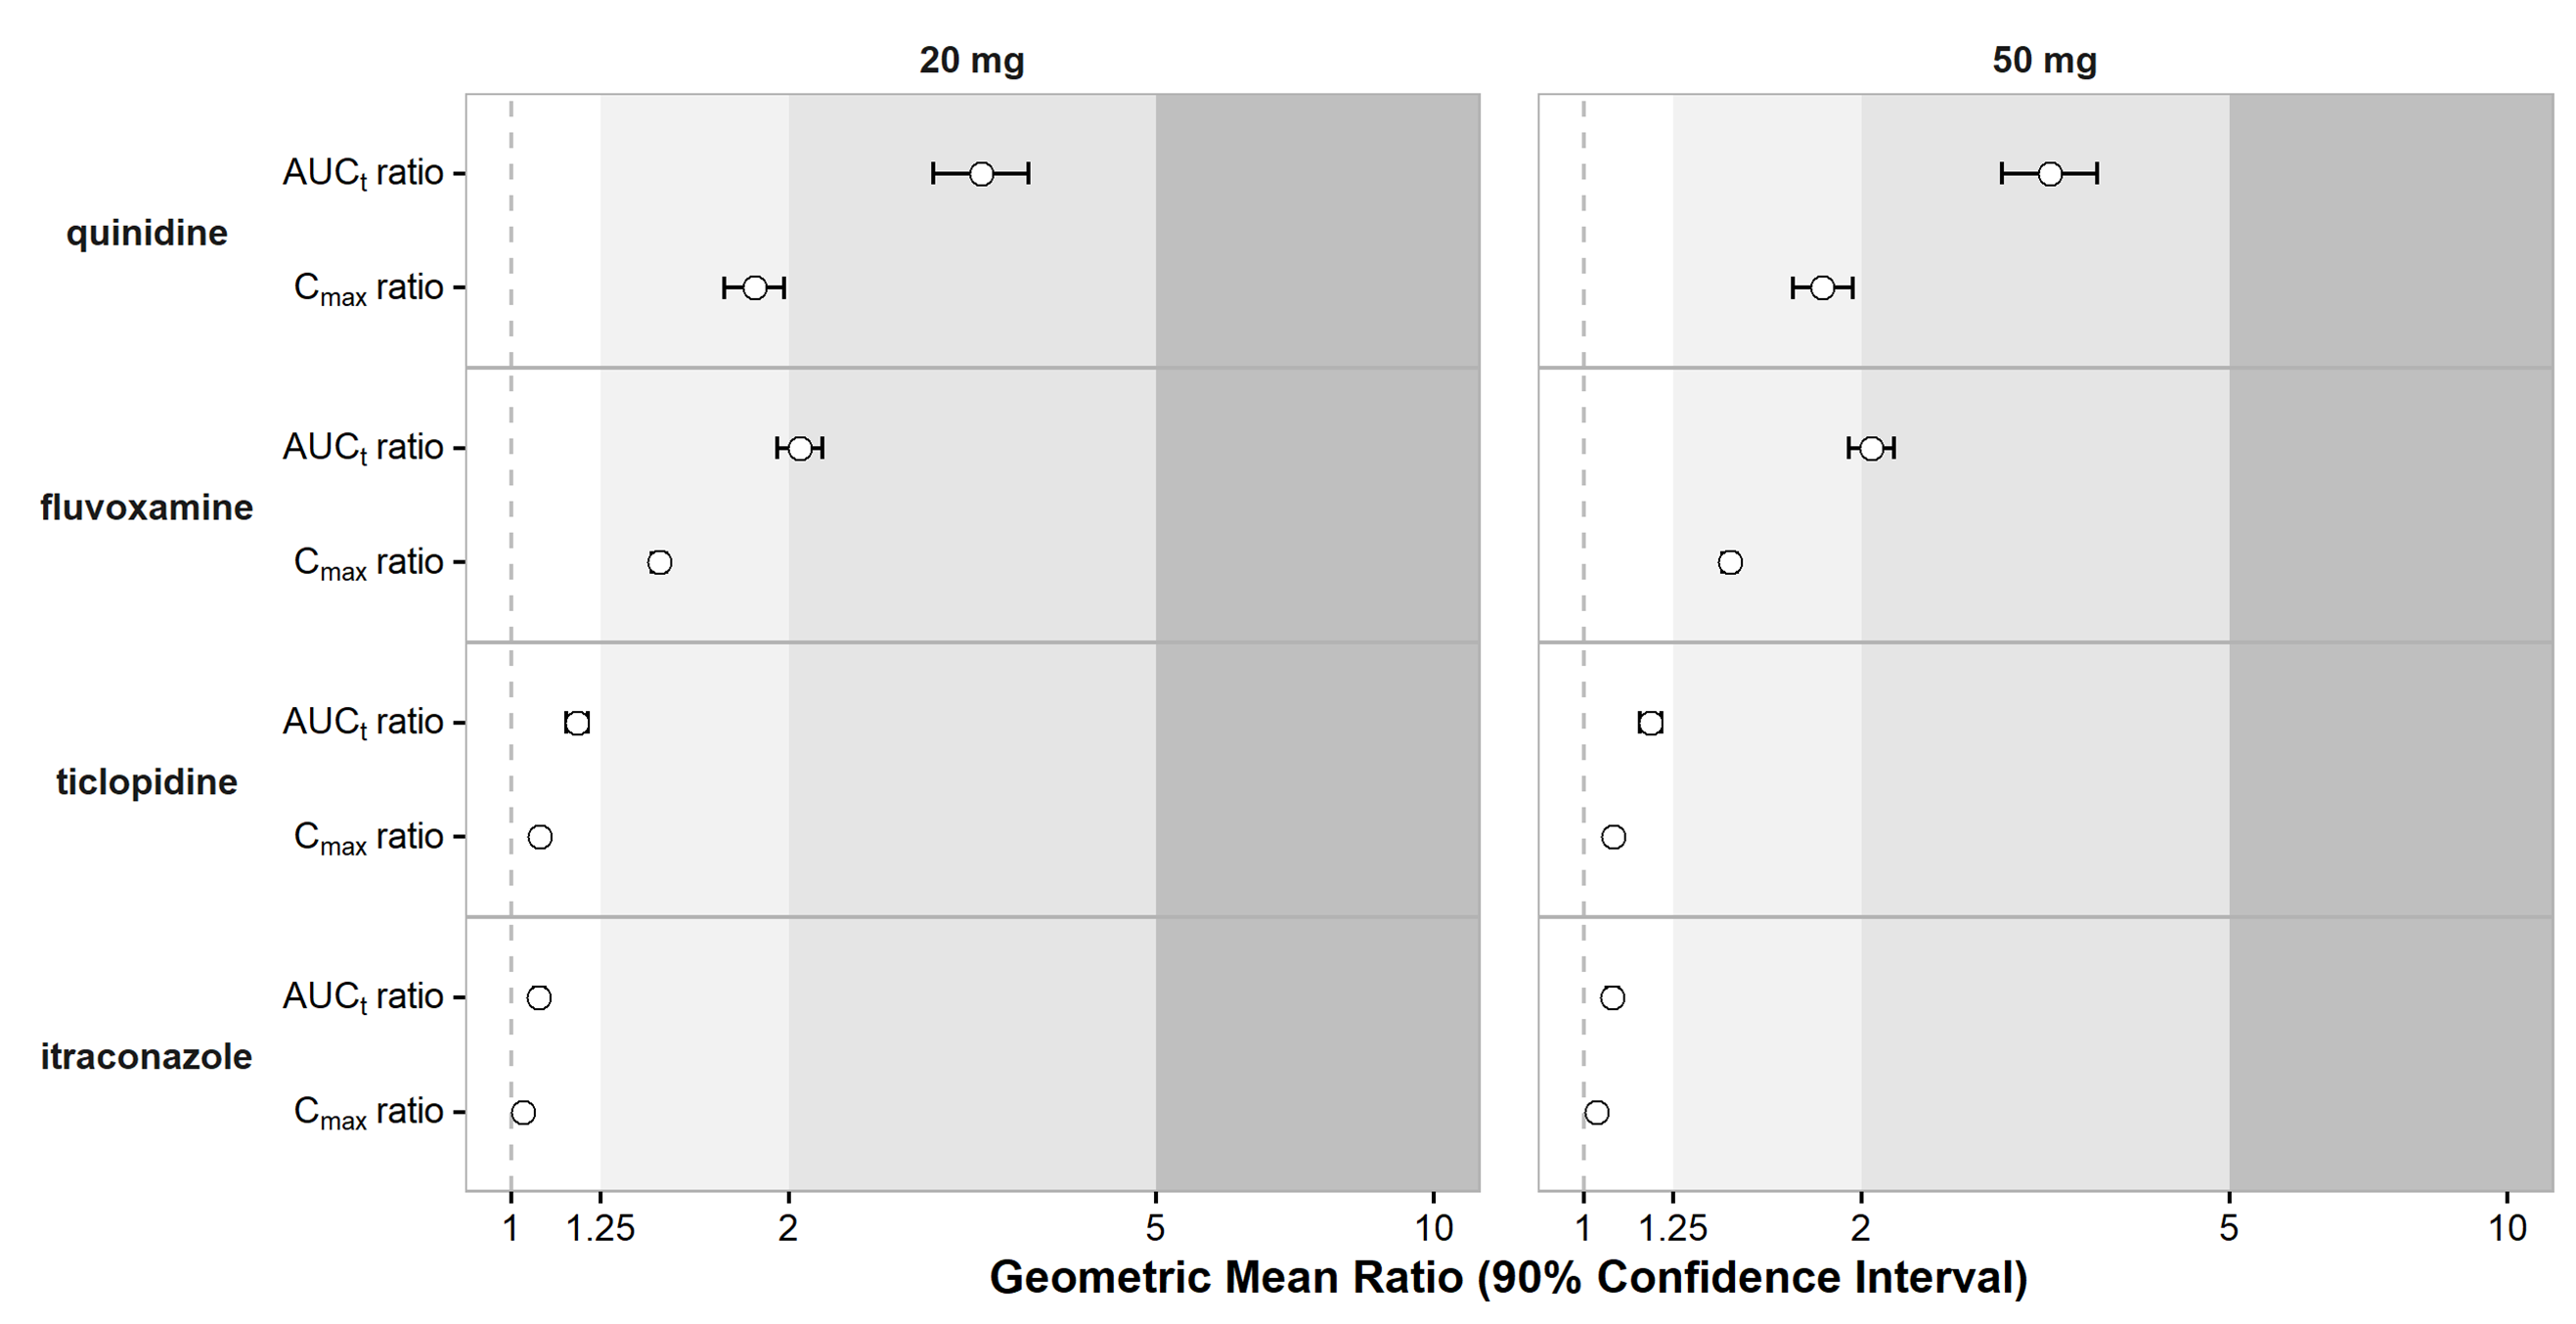 20 mg
50 mg
quinidine
AUCt ratio
Cmax ratio
fluvoxamine
AUCt ratio
Cmax ratio
ticlopidine
AUCt ratio
Cmax ratio
itraconazole
AUCt ratio
Cmax ratio
1 1.25 2 5 10
1 1.25 2 5 10
Geometric Mean Ratio (90% Confidence Interval)